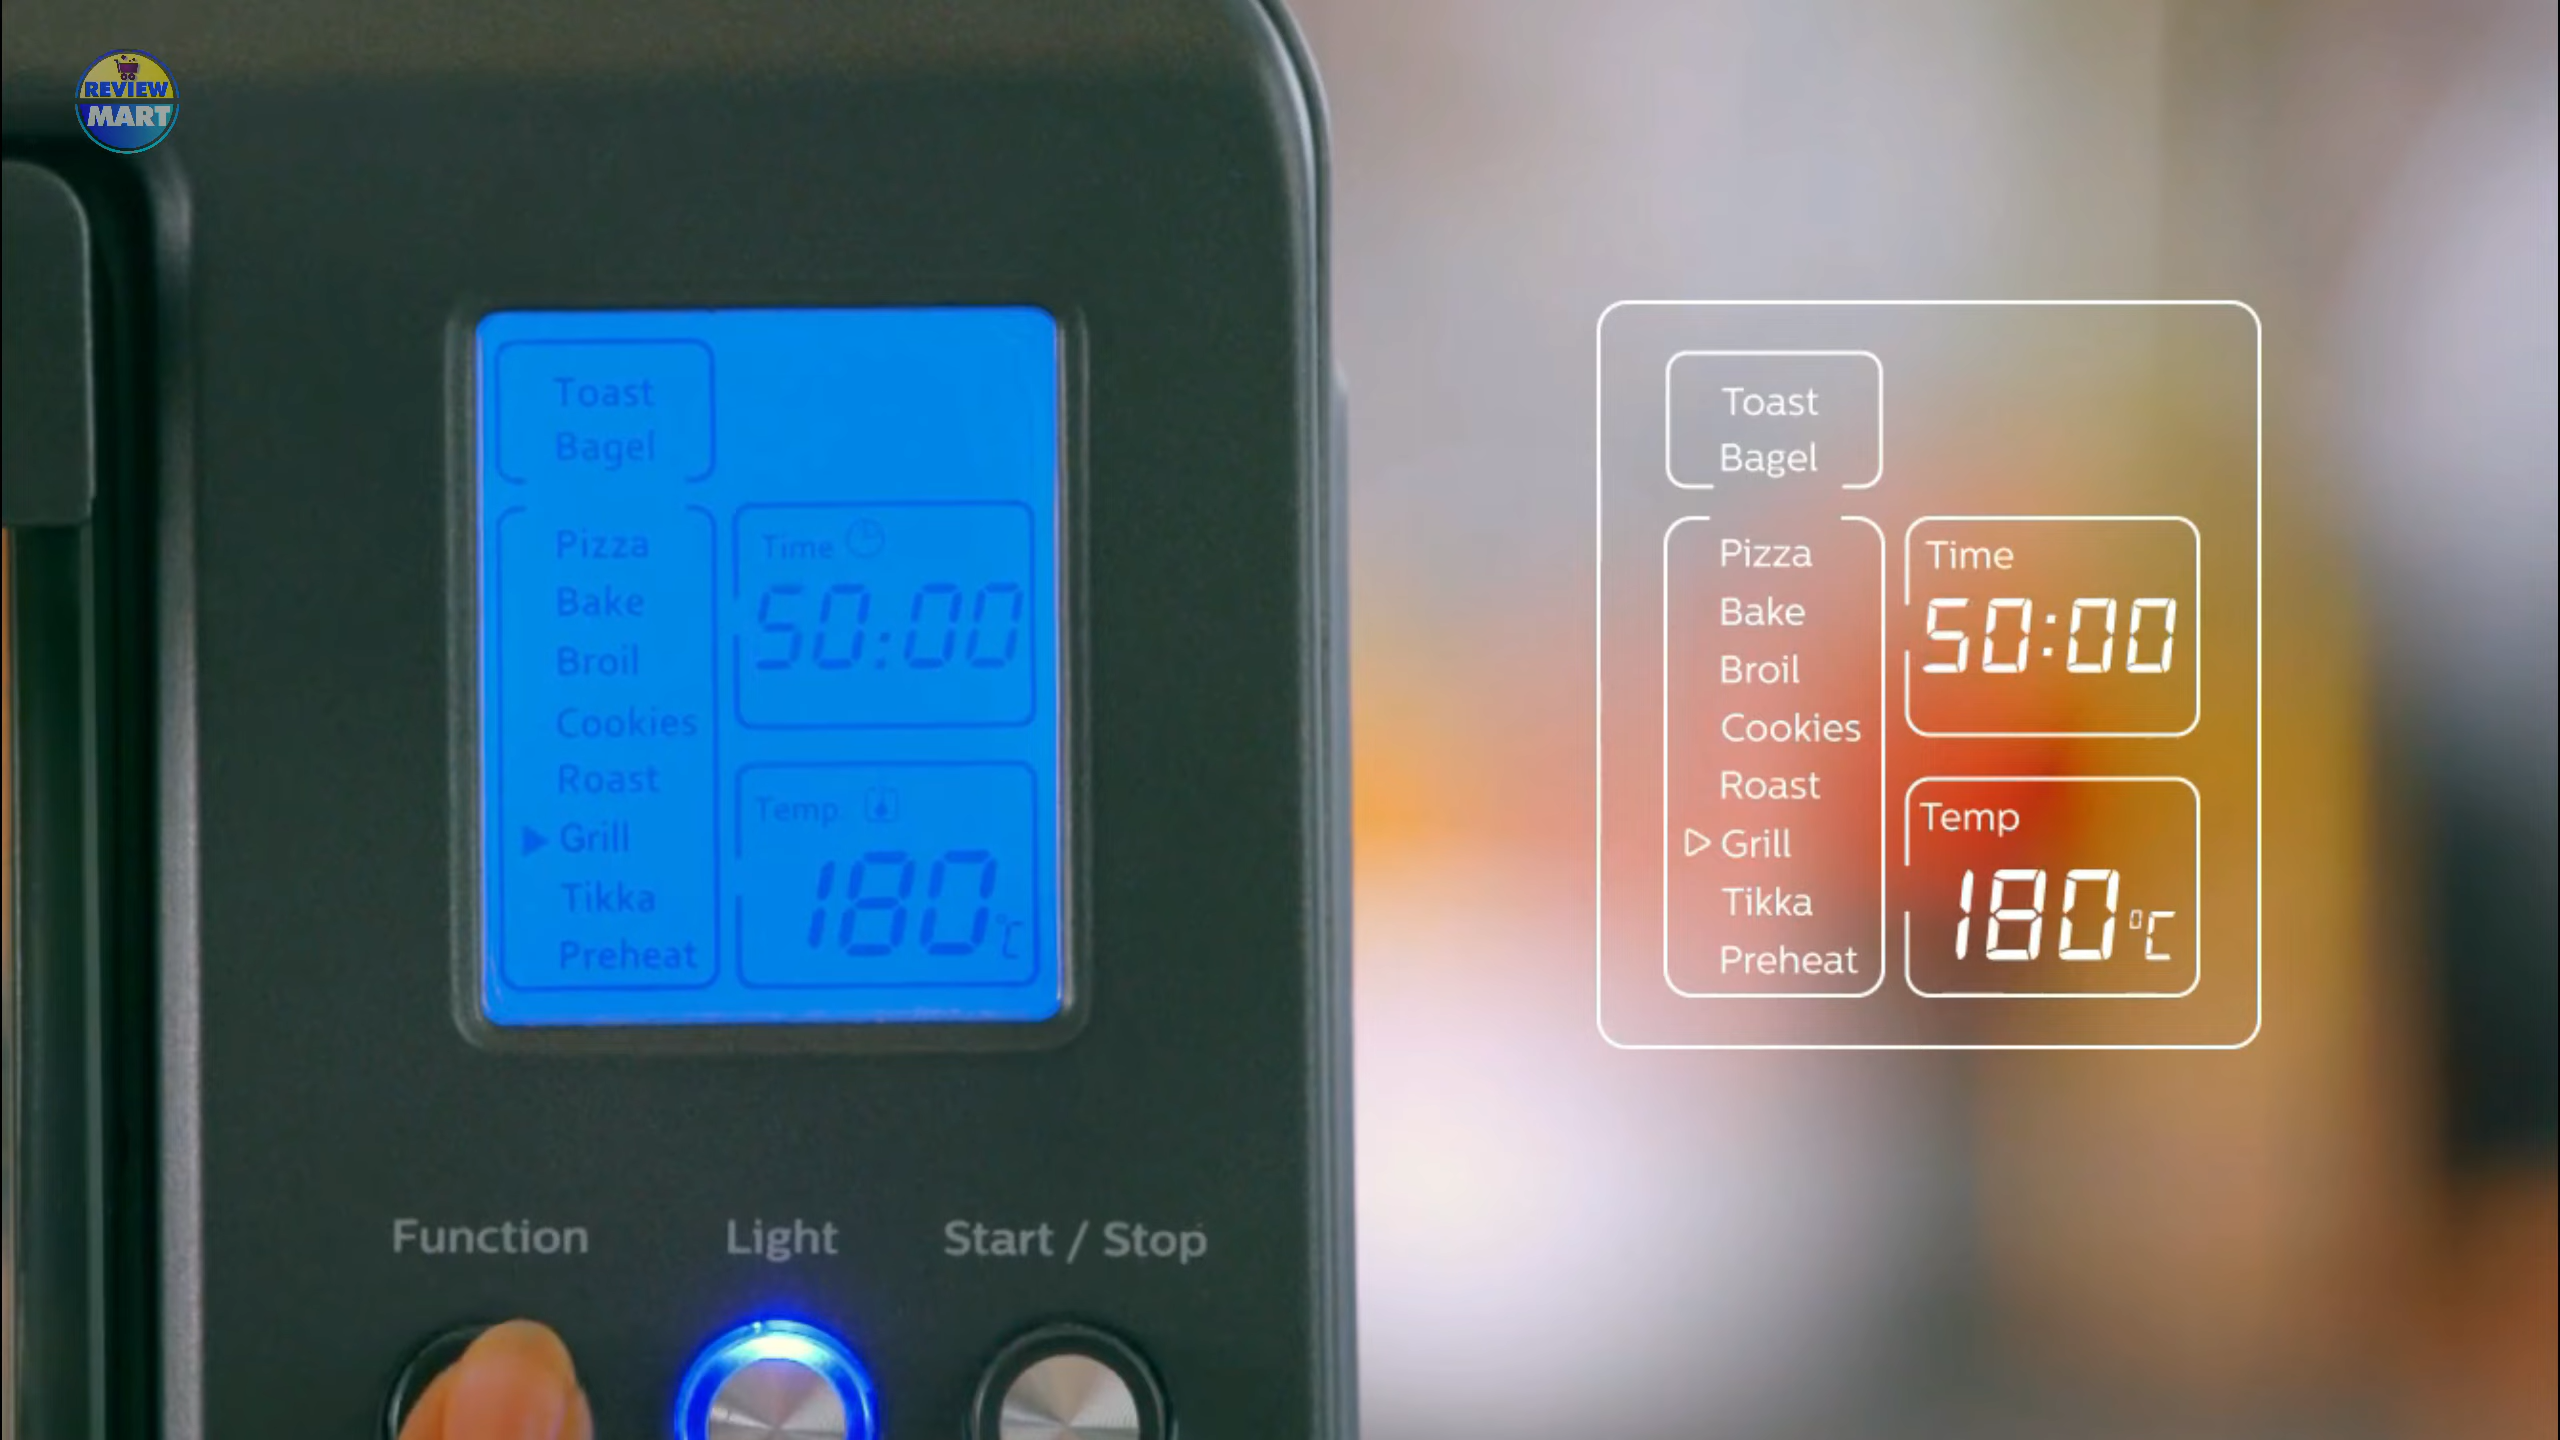 REVIEW
MART
Toast
Bagel
Pizza
Bake
Broil
Cookies
Roast
Grill
Tikka
Preheat
Time
50:00
Temp
180°C
Function
Light
Start / Stop
Toast
Bagel
Pizza
Bake
Broil
Cookies
Roast
Grill
Tikka
Preheat
Time
50:00
Temp
180°C